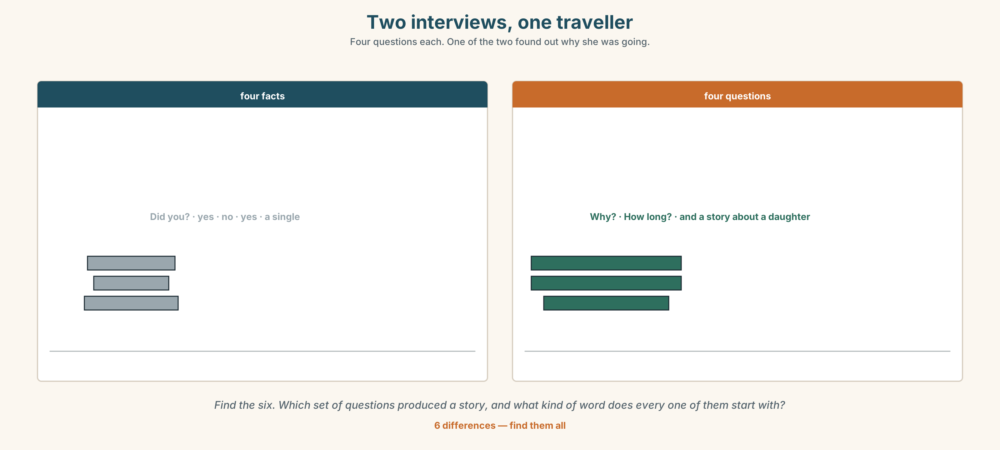 Two interviews, one traveller
Four questions each. One of the two found out why she was going.
four facts
Did you? · yes · no · yes · a single
four questions
Why? · How long? · and a story about a daughter
Find the six. Which set of questions produced a story, and what kind of word does every one of them start with?
6 differences — find them all